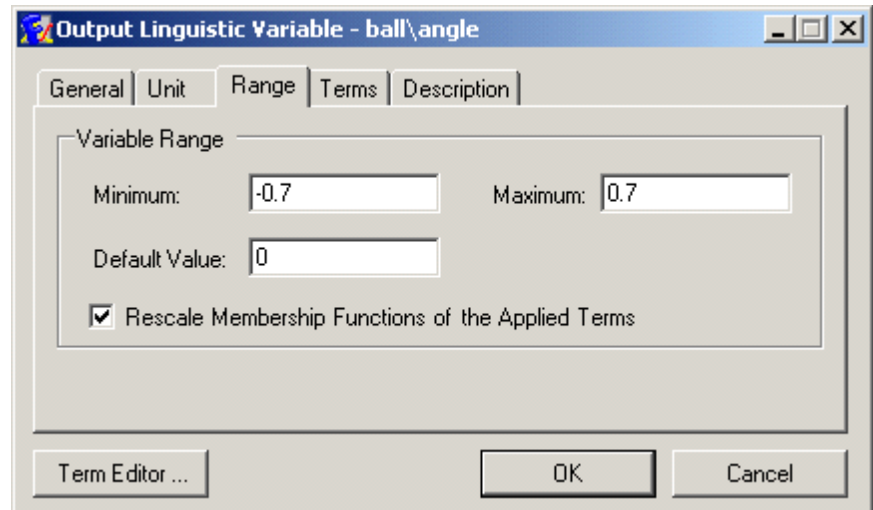 Output Linguistic Variable - ball\angle
General Unit Range Terms Description
Variable Range
Minimum: -0.7 Maximum: 0.7
Default Value: 0
Rescale Membership Functions of the Applied Terms
Term Editor ... OK Cancel